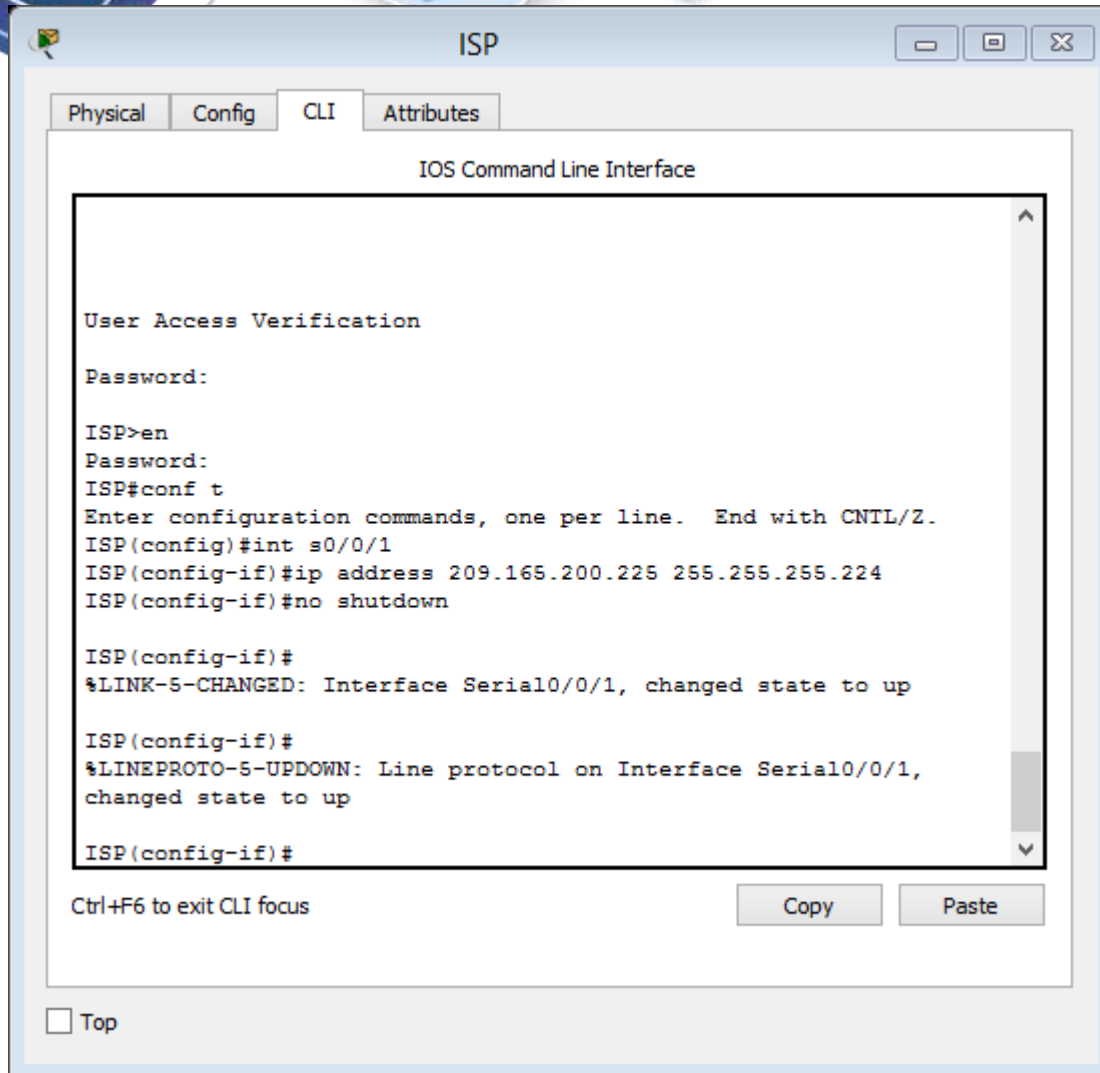 ISP
Physical Config CLI Attributes
IOS Command Line Interface
User Access Verification
Password:
ISP>en
Password:
ISP#conf t
Enter configuration commands, one per line.  End with CNTL/Z.
ISP(config)#int s0/0/1
ISP(config-if)#ip address 209.165.200.225 255.255.255.224
ISP(config-if)#no shutdown
ISP(config-if)#
%LINK-5-CHANGED: Interface Serial0/0/1, changed state to up
ISP(config-if)#
%LINEPROTO-5-UPDOWN: Line protocol on Interface Serial0/0/1,
changed state to up
ISP(config-if)#
Ctrl+F6 to exit CLI focus Copy Paste
Top